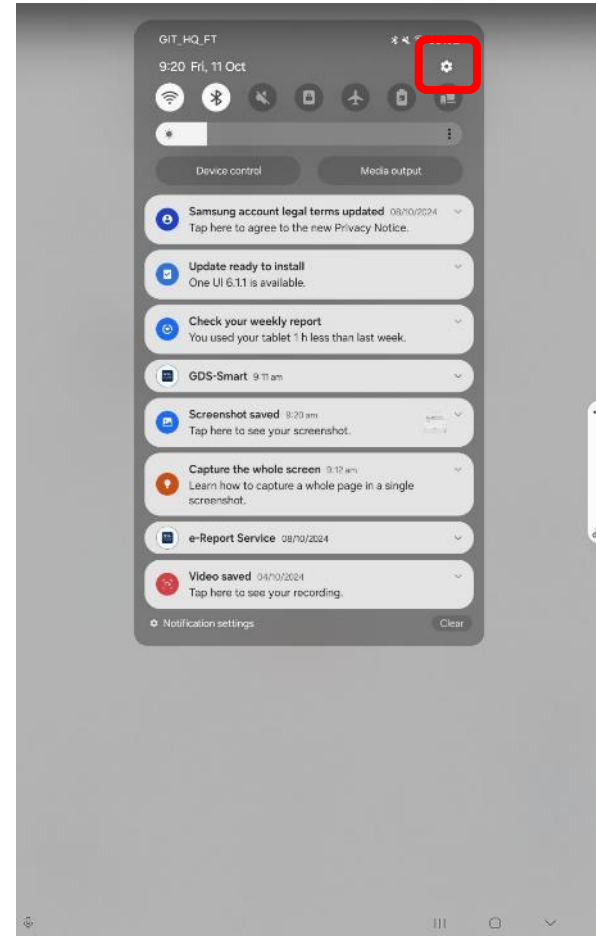 GIT_HQ_FT
9:20 Fri, 11 Oct
Device control
Media output
Samsung account legal terms updated 08/10/2024
Tap here to agree to the new Privacy Notice.
Update ready to install
One UI 6.1.1 is available.
Check your weekly report
You used your tablet 1 h less than last week.
GDS-Smart 9:11 am
Screenshot saved 9:20 am
Tap here to see your screenshot.
Capture the whole screen 9:12 am
Learn how to capture a whole page in a single
screenshot.
e-Report Service 08/10/2024
Video saved 04/10/2024
Tap here to see your recording.
Notification settings
Clear